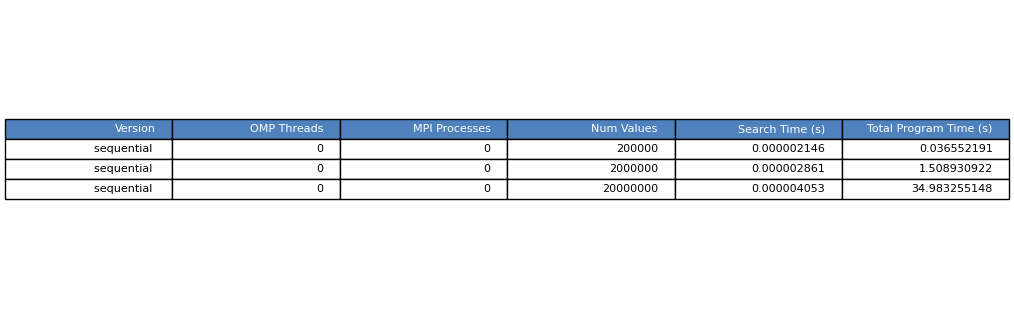 Version OMP Threads MPI Processes Num Values Search Time (s) Total Program Time (s)
sequential 0 0 200000 0.000002146 0.036552191
sequential 0 0 2000000 0.000002861 1.508930922
sequential 0 0 20000000 0.000004053 34.983255148